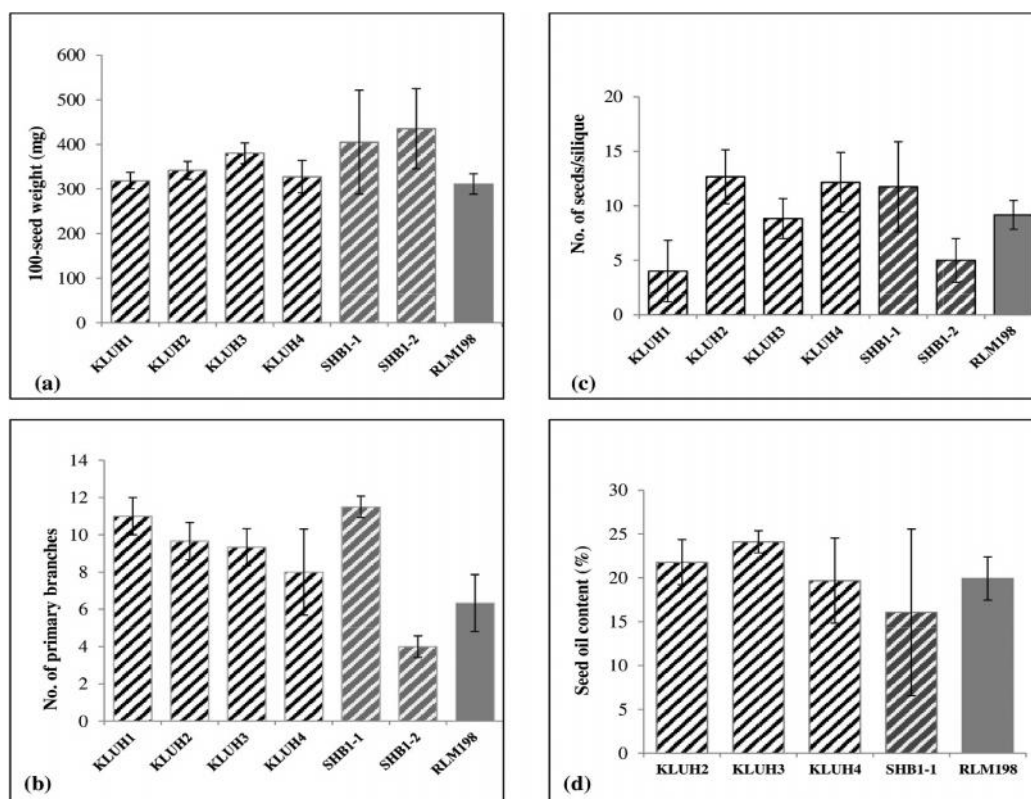 600
500
400
300
200
100
0
100-seed weight (mg)
KLUH1 KLUH2 KLUH3 KLUH4 SHB1-1 SHB1-2 RLM198
(a)
20
15
10
5
0
No. of seeds/silique
KLUH1 KLUH2 KLUH3 KLUH4 SHB1-1 SHB1-2 RLM198
(c)
14
12
10
8
6
4
2
0
No. of primary branches
KLUH1 KLUH2 KLUH3 KLUH4 SHB1-1 SHB1-2 RLM198
(b)
30
25
20
15
10
5
0
Seed oil content (%)
KLUH2 KLUH3 KLUH4 SHB1-1 RLM198
(d)